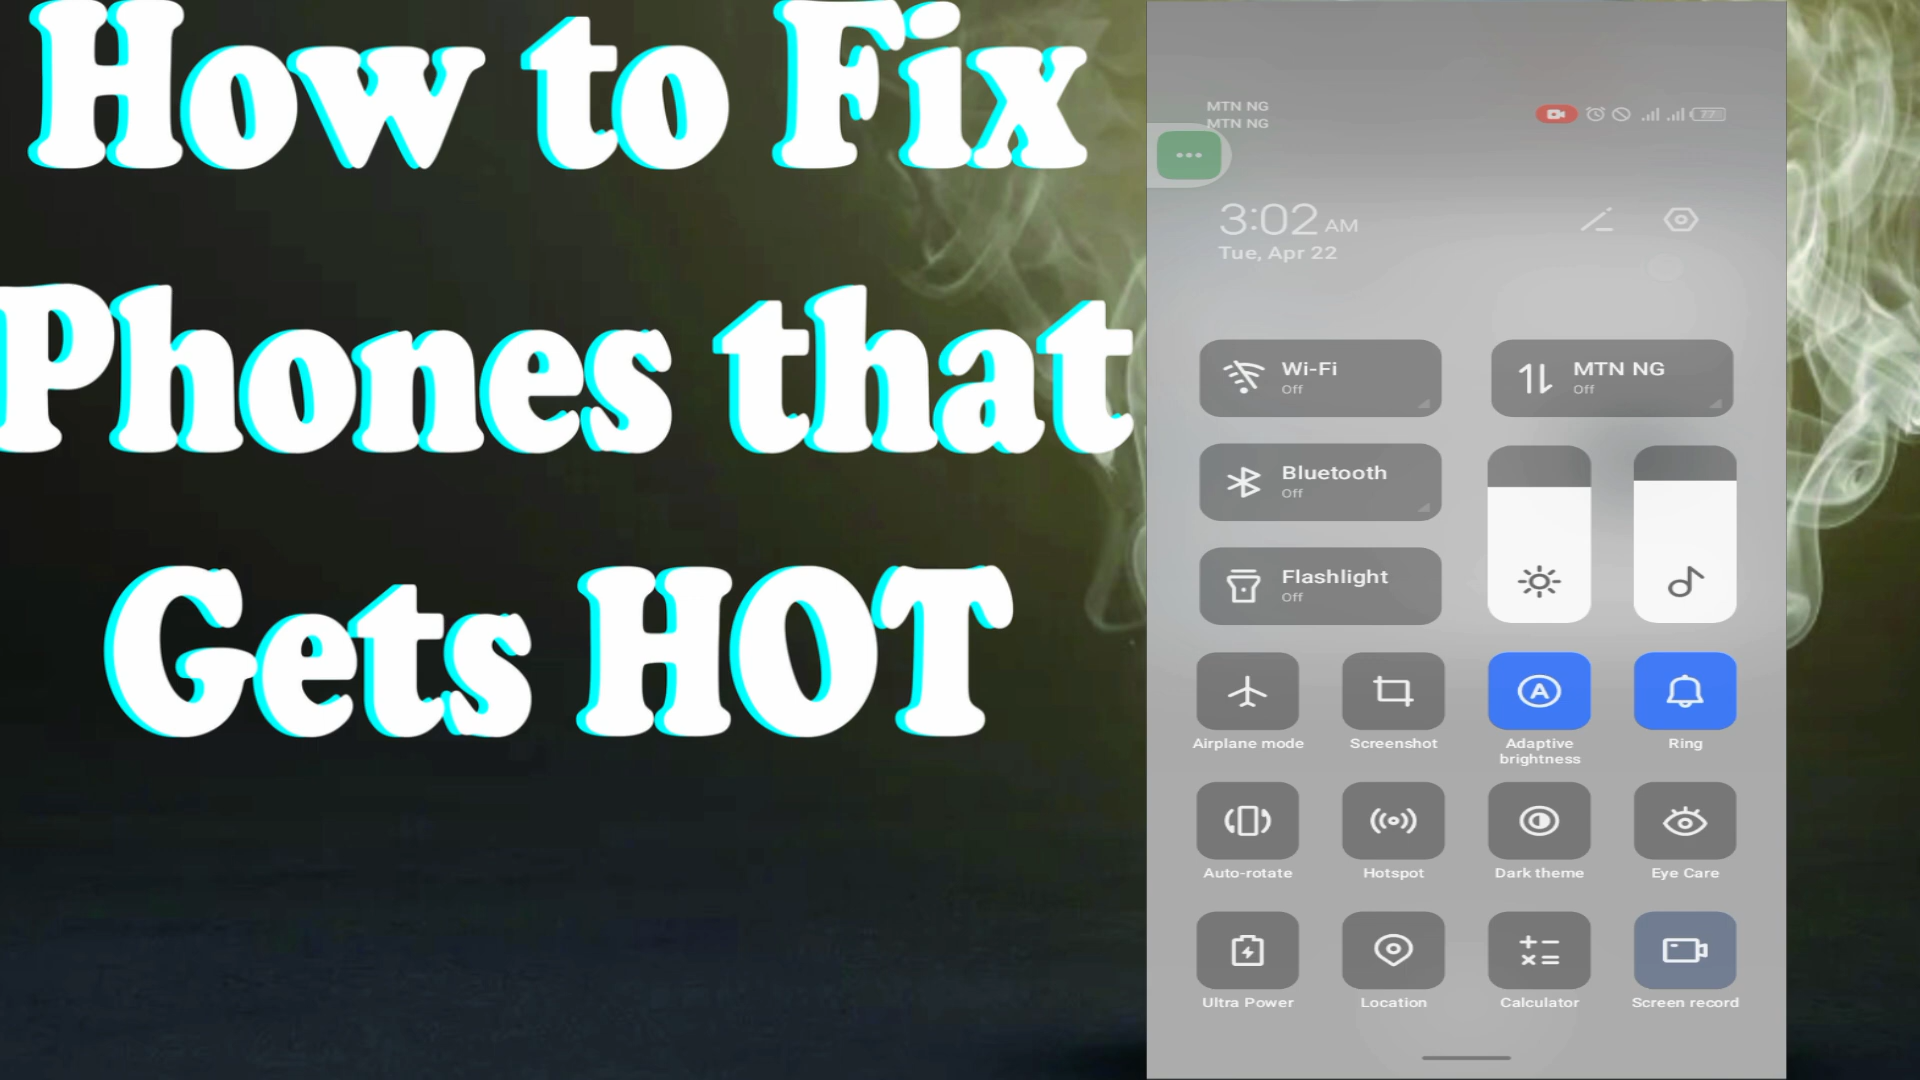 How to Fix
Phones that
Gets HOT
MTN NG
MTN NG
77
3:02 AM
Tue, Apr 22
Wi-Fi
Off
MTN NG
Off
Bluetooth
Off
Flashlight
Off
A
Airplane mode
Screenshot
Adaptive
brightness
Ring
Auto-rotate
Hotspot
Dark theme
Eye Care
Ultra Power
Location
Calculator
Screen record